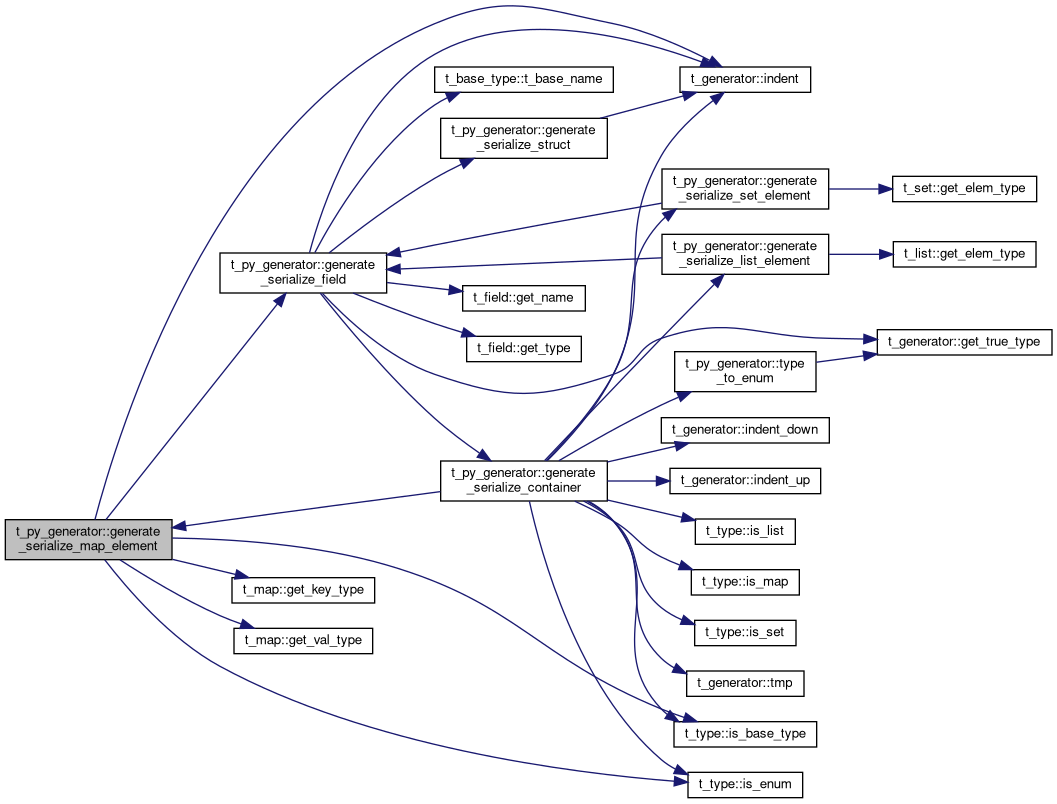 t_generator::indent
t_base_type::t_base_name
t_py_generator::generate
_serialize_struct
t_py_generator::generate
_serialize_set_element
t_set::get_elem_type
t_py_generator::generate
_serialize_list_element
t_list::get_elem_type
t_py_generator::generate
_serialize_field
t_field::get_name
t_field::get_type
t_generator::get_true_type
t_py_generator::type
_to_enum
t_generator::indent_down
t_py_generator::generate
_serialize_container
t_generator::indent_up
t_type::is_list
t_py_generator::generate
_serialize_map_element
t_map::get_key_type
t_type::is_map
t_map::get_val_type
t_type::is_set
t_generator::tmp
t_type::is_base_type
t_type::is_enum